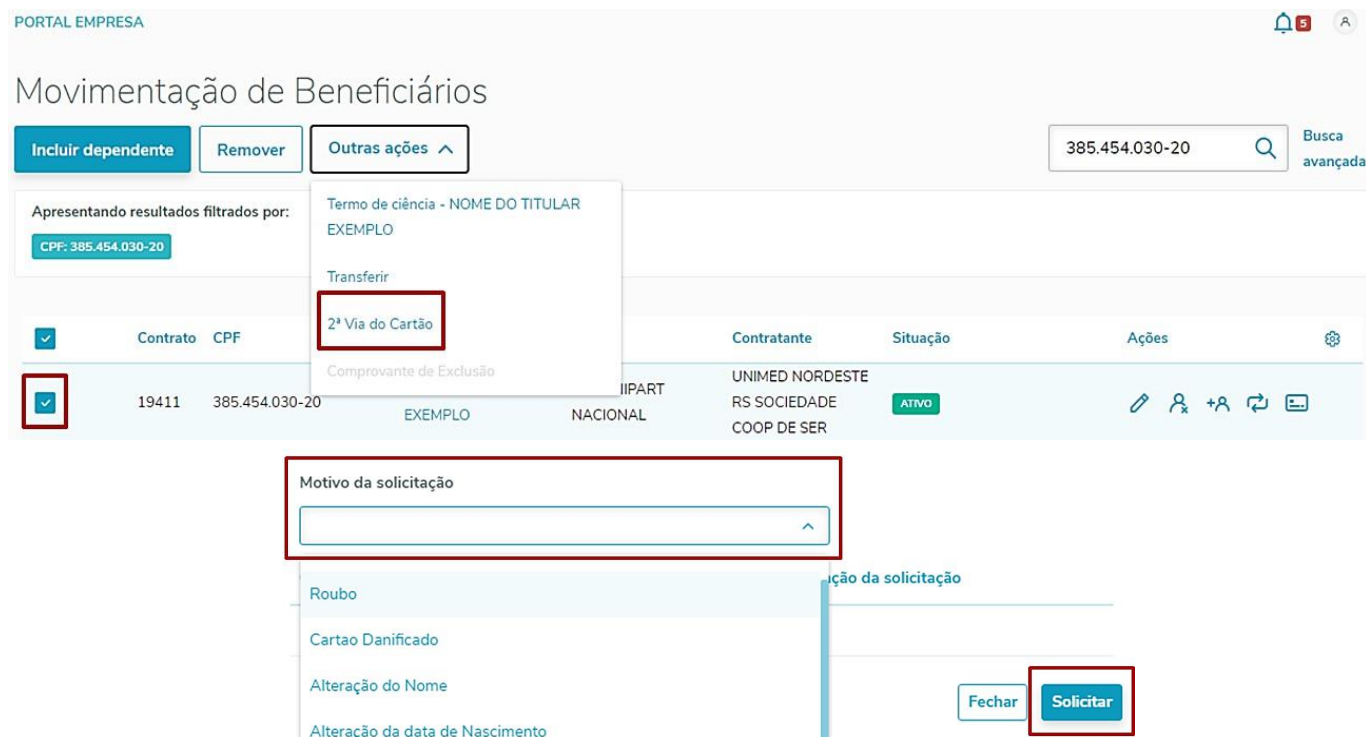 PORTAL EMPRESA
5
Movimentação de Beneficiários
Incluir dependente
Remover
Outras ações
385.454.030-20
Busca
avançada
Apresentando resultados filtrados por:
CPF: 385.454.030-20
Termo de ciência - NOME DO TITULAR
EXEMPLO
Transferir
2ª Via do Cartão
Comprovante de Exclusão
Contrato CPF Contratante Situação Ações
19411 385.454.030-20
EXEMPLO
NACIONAL
UNIMED NORDESTE
RS SOCIEDADE
COOP DE SER
ATIVO
Motivo da solicitação
da solicitação
Roubo
Cartao Danificado
Alteração do Nome
Alteração da data de Nascimento
Fechar
Solicitar